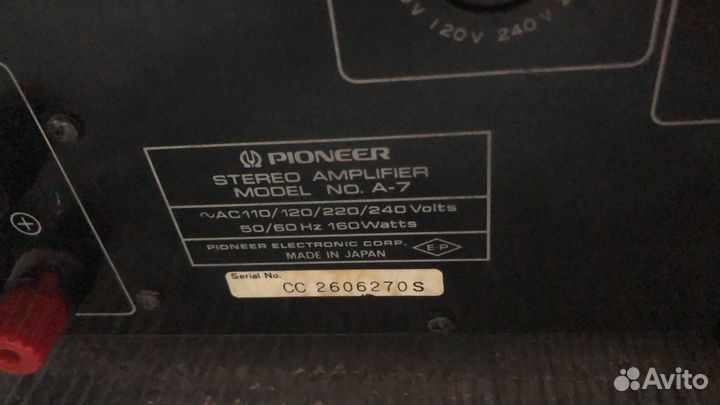 120V 240V
PIONEER
STEREO AMPLIFIER
MODEL NO. A-7
~AC110/120/220/240 Volts
50/60 Hz 160Watts
PIONEER ELECTRONIC CORP.
MADE IN JAPAN
E-P
Serial No.
CC 2606270S
Avito